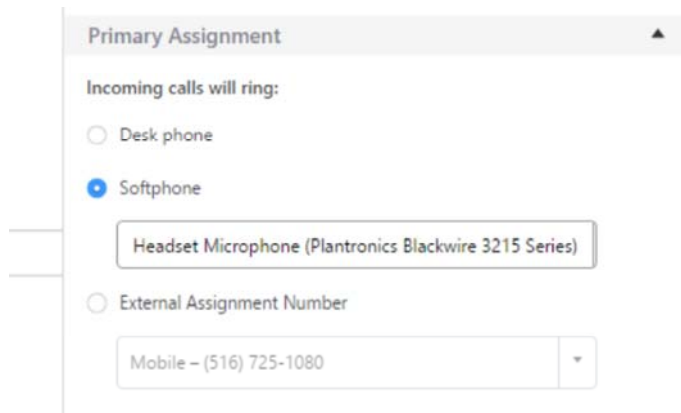 Primary Assignment
Incoming calls will ring:
Desk phone
Softphone
Headset Microphone (Plantronics Blackwire 3215 Series)
External Assignment Number
Mobile – (516) 725-1080